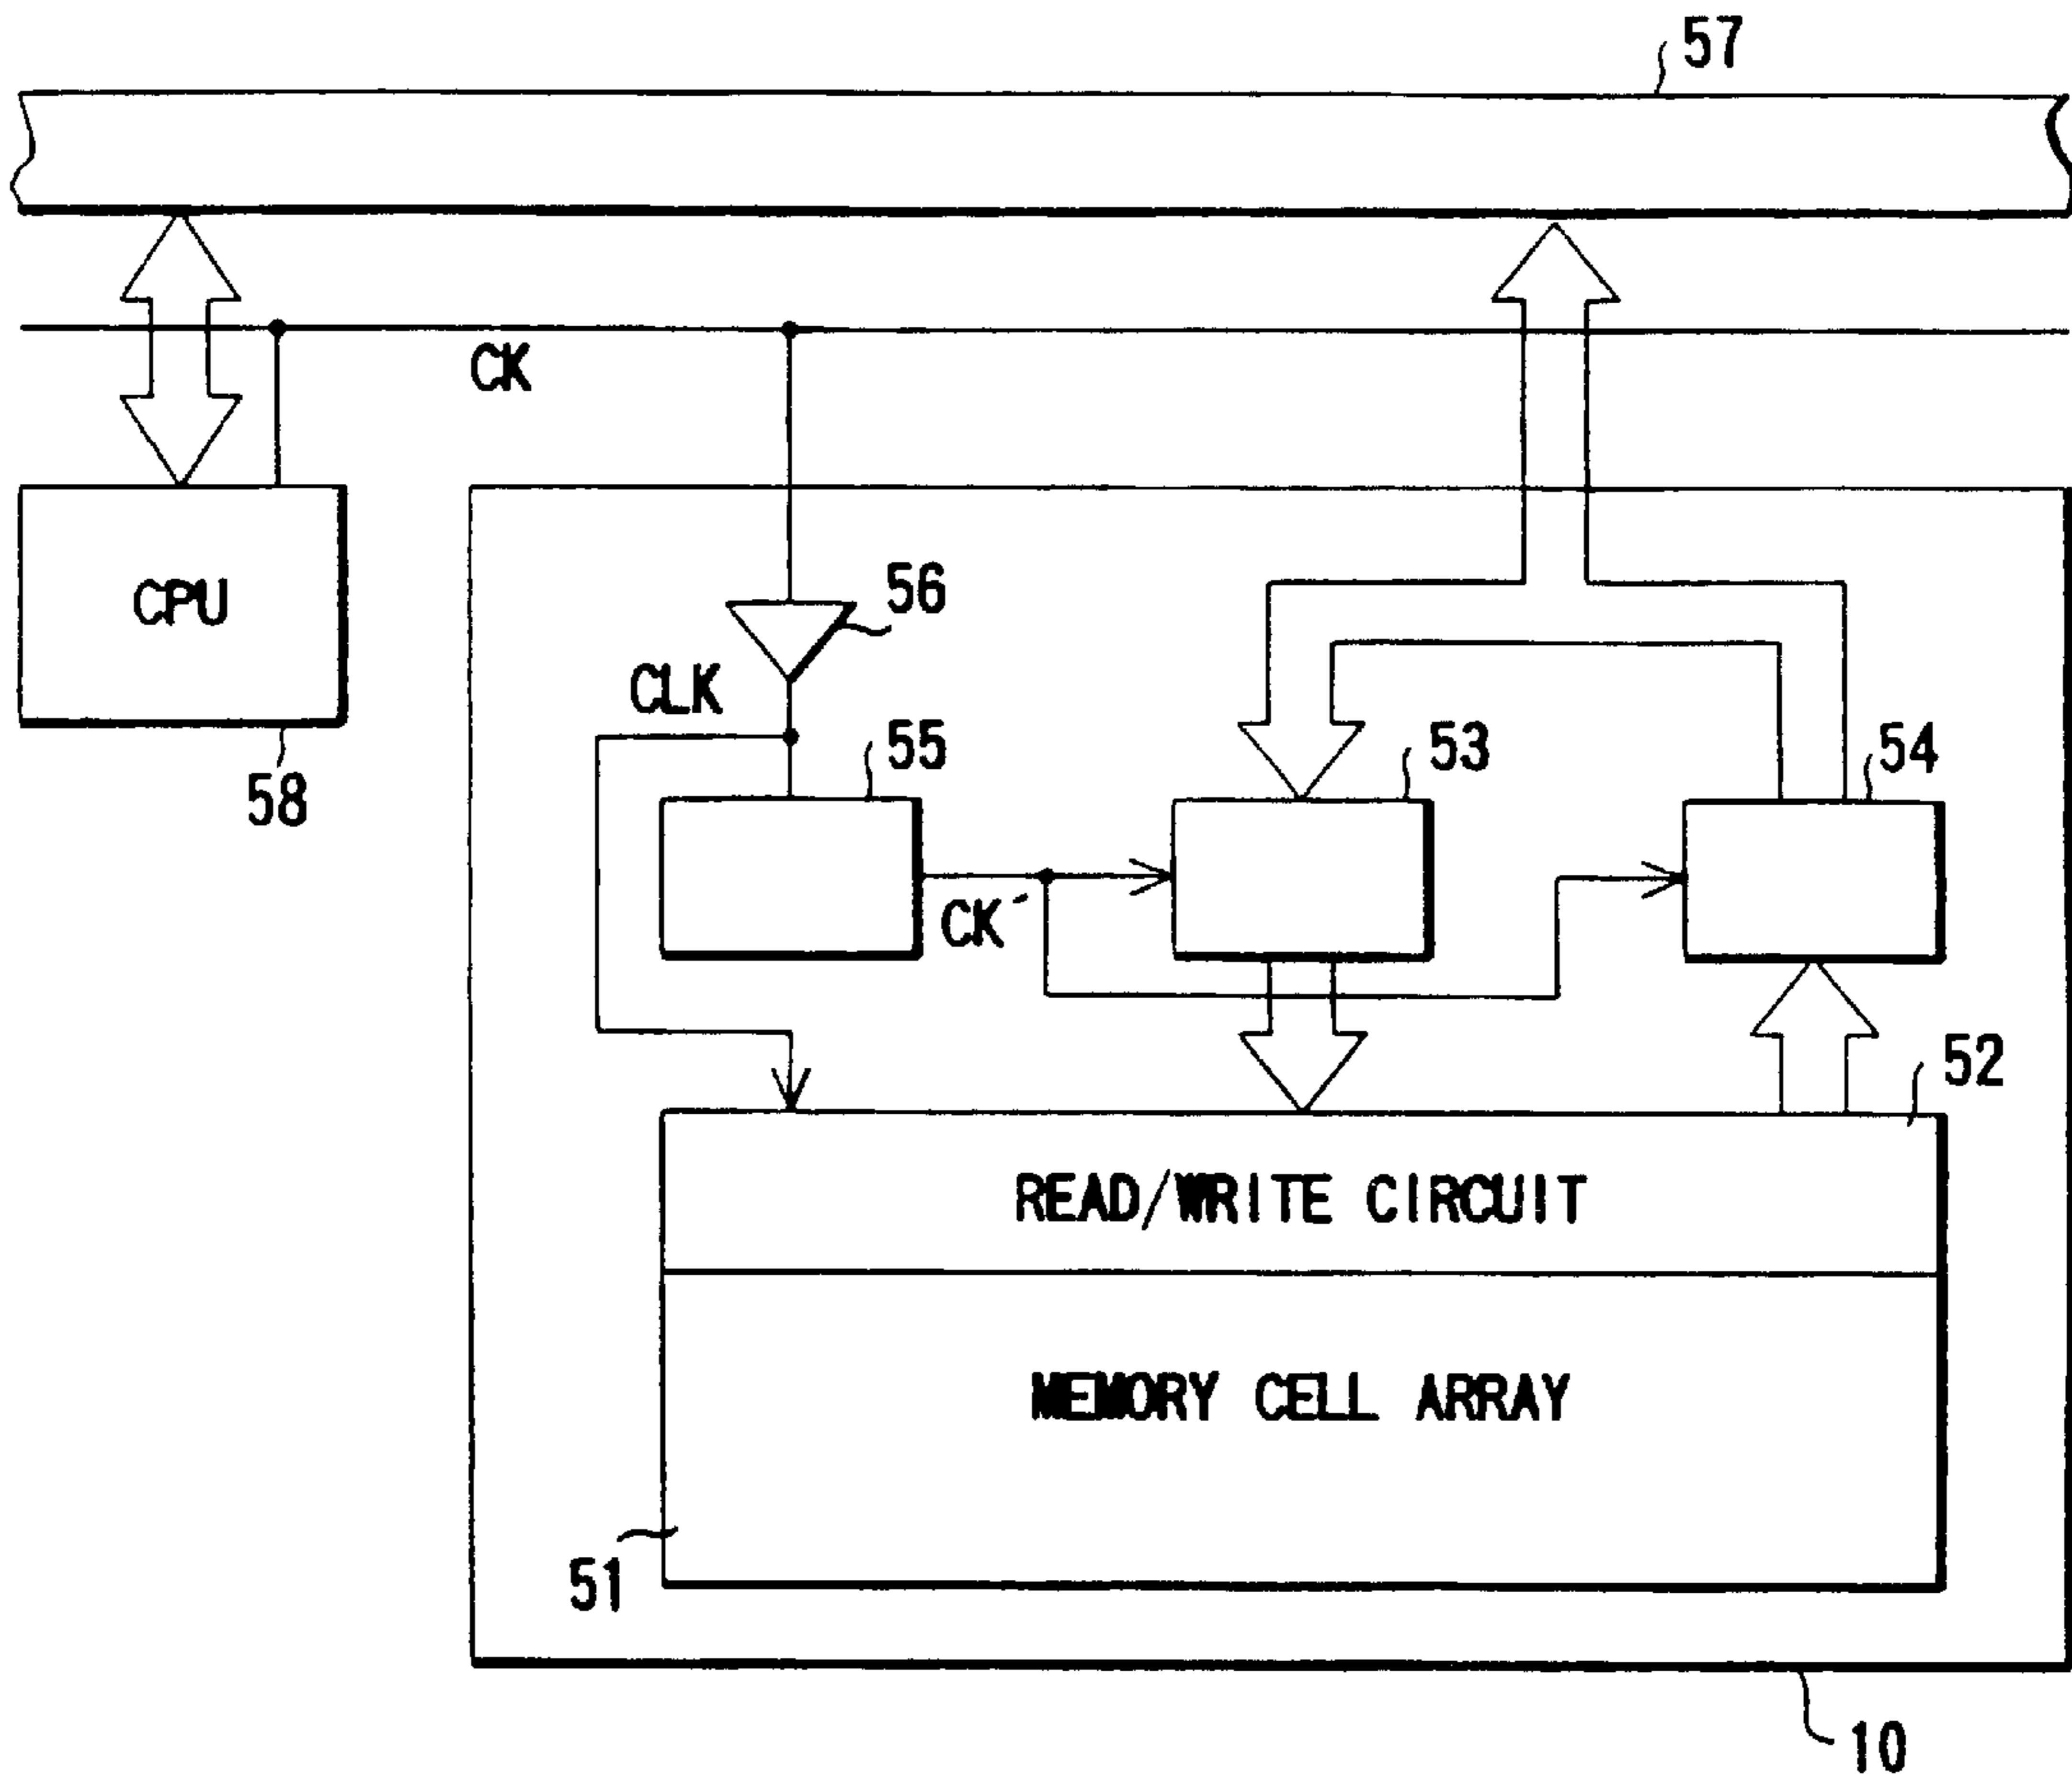 57
CK
CPU
56
CLK
55
53
54
58
CK´
52
READ/WRITE CIRCUIT
MEMORY CELL ARRAY
51
10